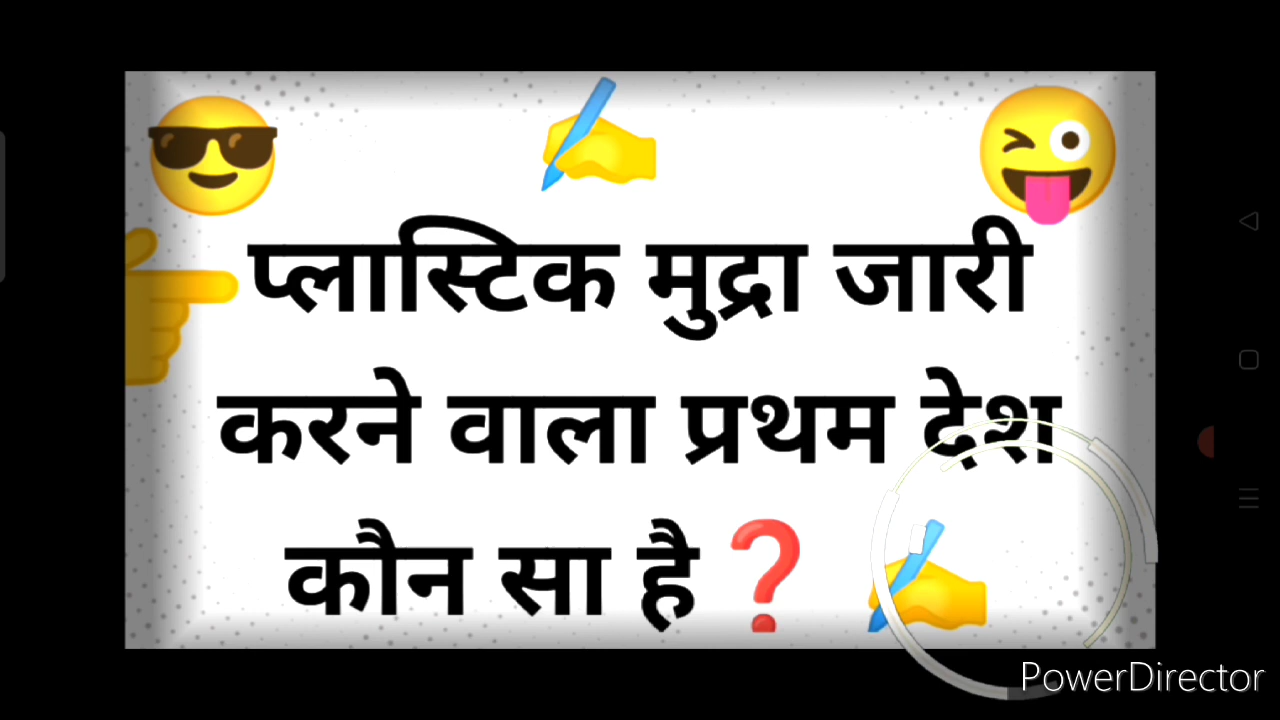 प्लास्टिक मुद्रा जारी
करने वाला प्रथम देश
कौन सा है❓
PowerDirector